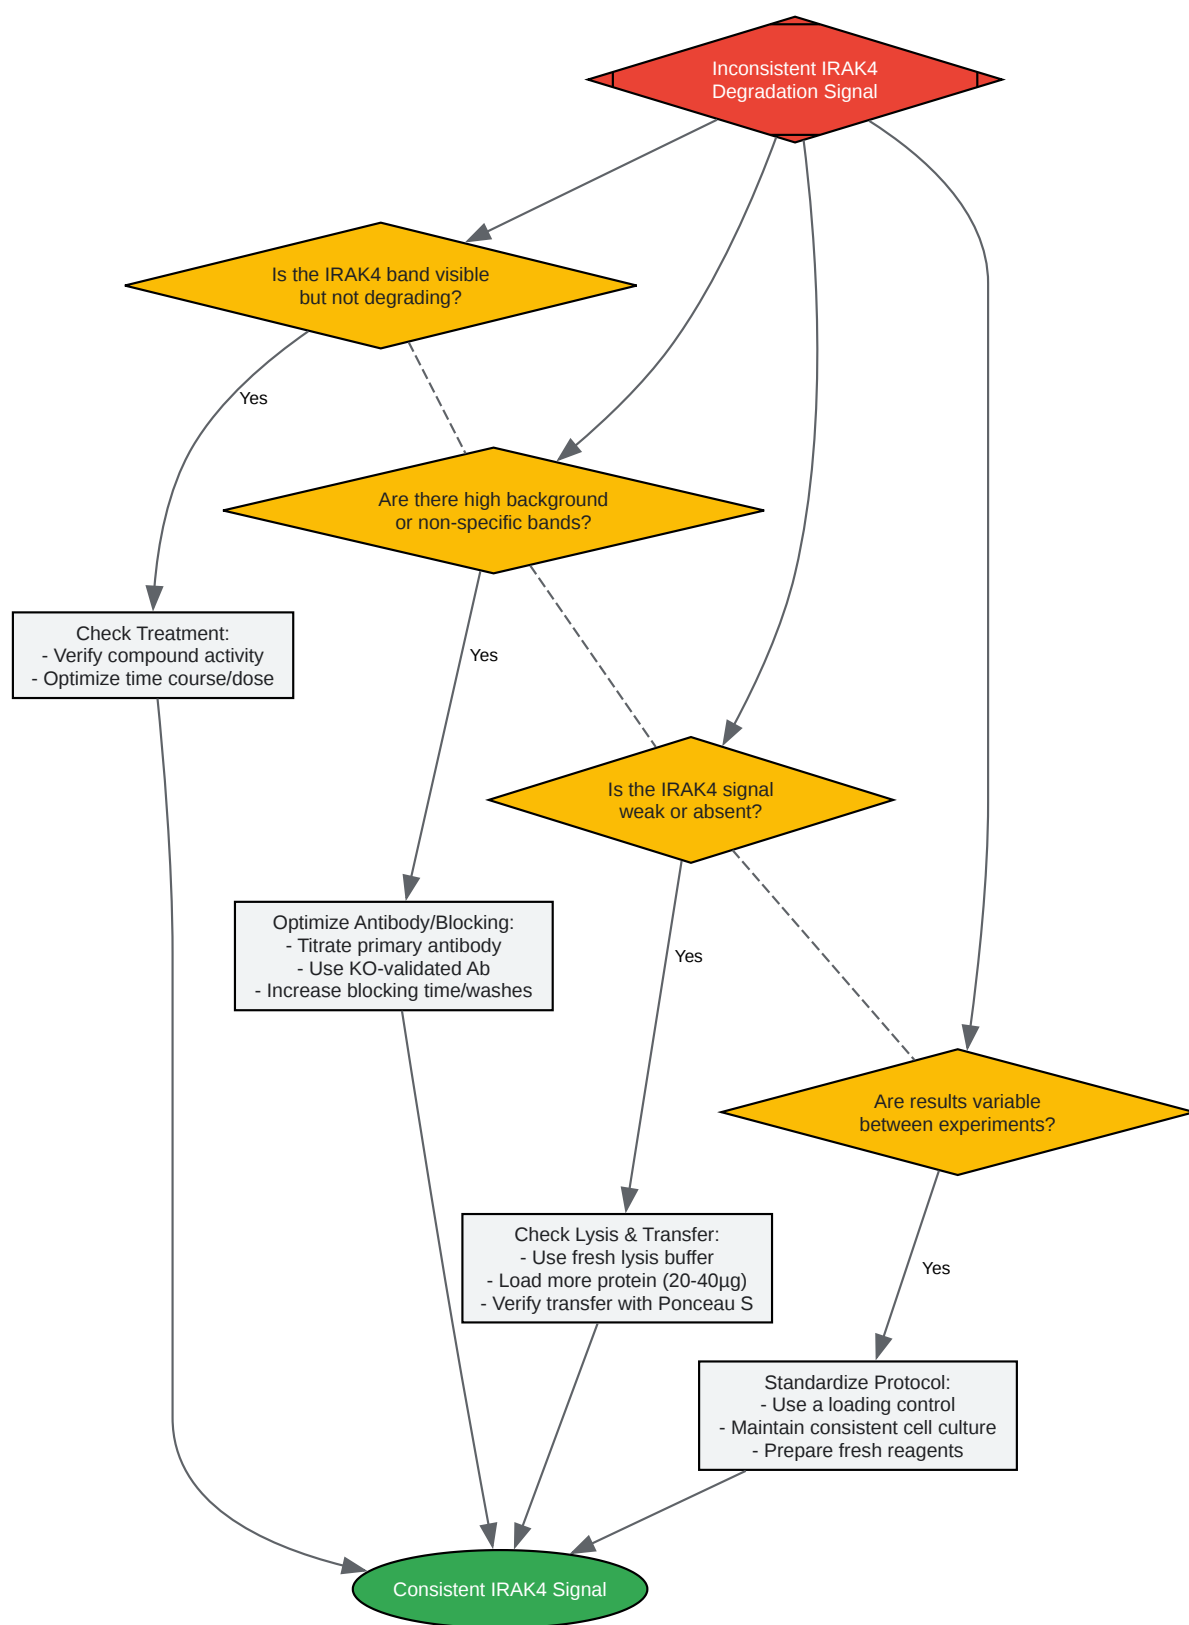 Inconsistent IRAK4
Degradation Signal
Is the IRAK4 band visible
but not degrading?
Yes
Are there high background
or non-specific bands?
Check Treatment:
- Verify compound activity
- Optimize time course/dose
Yes
Is the IRAK4 signal
weak or absent?
Optimize Antibody/Blocking:
- Titrate primary antibody
- Use KO-validated Ab
- Increase blocking time/washes
Yes
Are results variable
between experiments?
Check Lysis & Transfer:
- Use fresh lysis buffer
- Load more protein (20-40µg)
- Verify transfer with Ponceau S
Yes
Standardize Protocol:
- Use a loading control
- Maintain consistent cell culture
- Prepare fresh reagents
Consistent IRAK4 Signal